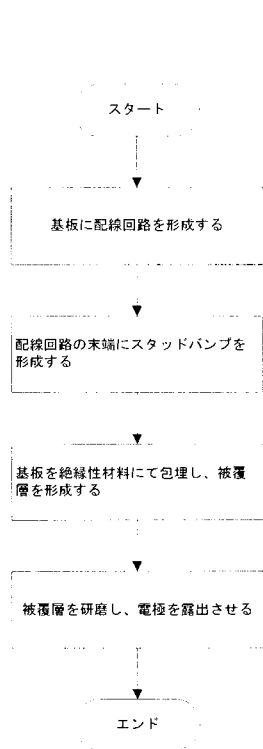 スタート
基板に配線回路を形成する
配線回路の末端にスタッドバンプを
形成する
基板を絶縁性材料にて包埋し、被覆
層を形成する
被覆層を研磨し、電極を露出させる
エンド